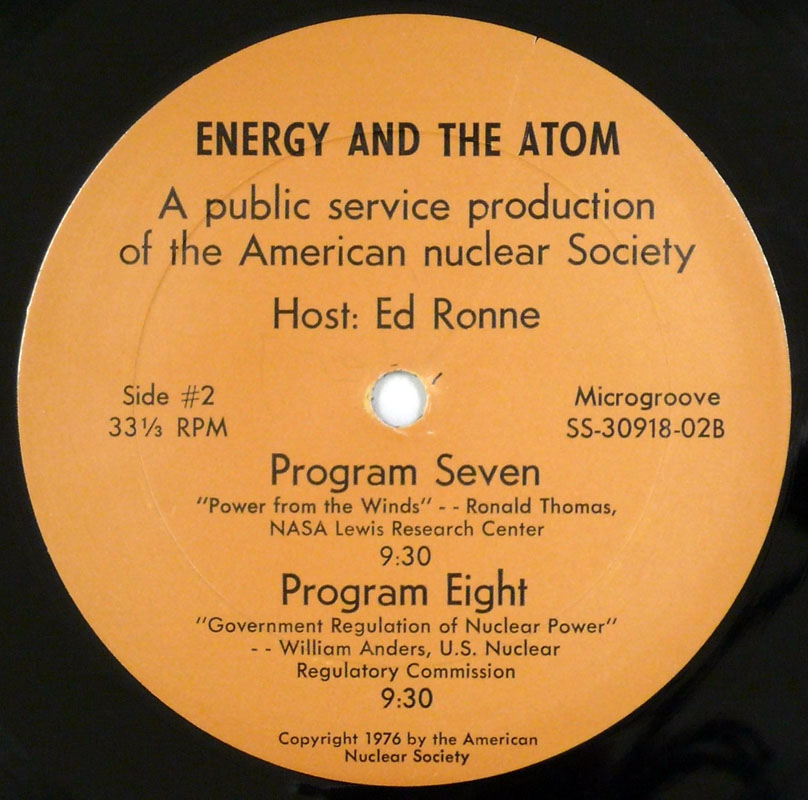 ENERGY AND THE ATOM
A public service production
of the American nuclear Society
Host: Ed Ronne
Side #2
33⅓ RPM
Microgroove
SS-30918-02B
Program Seven
"Power from the Winds" - - Ronald Thomas,
NASA Lewis Research Center
9:30
Program Eight
"Government Regulation of Nuclear Power"
- - William Anders, U.S. Nuclear
Regulatory Commission
9:30
Copyright 1976 by the American
Nuclear Society